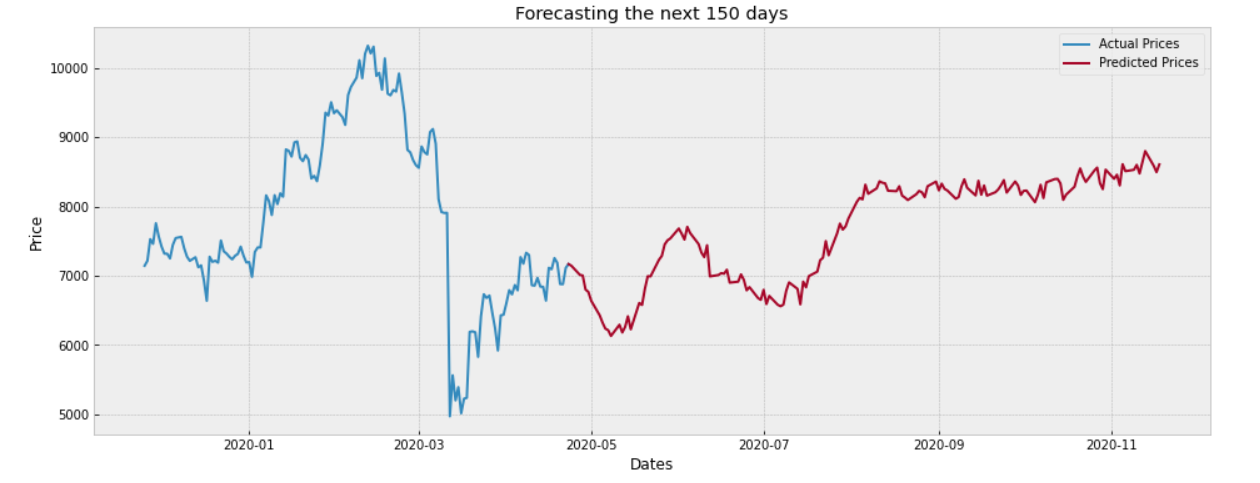 Forecasting the next 150 days
Actual Prices
Predicted Prices
10000
9000
8000
7000
6000
5000
Price
2020-01 2020-03 2020-05 2020-07 2020-09 2020-11
Dates